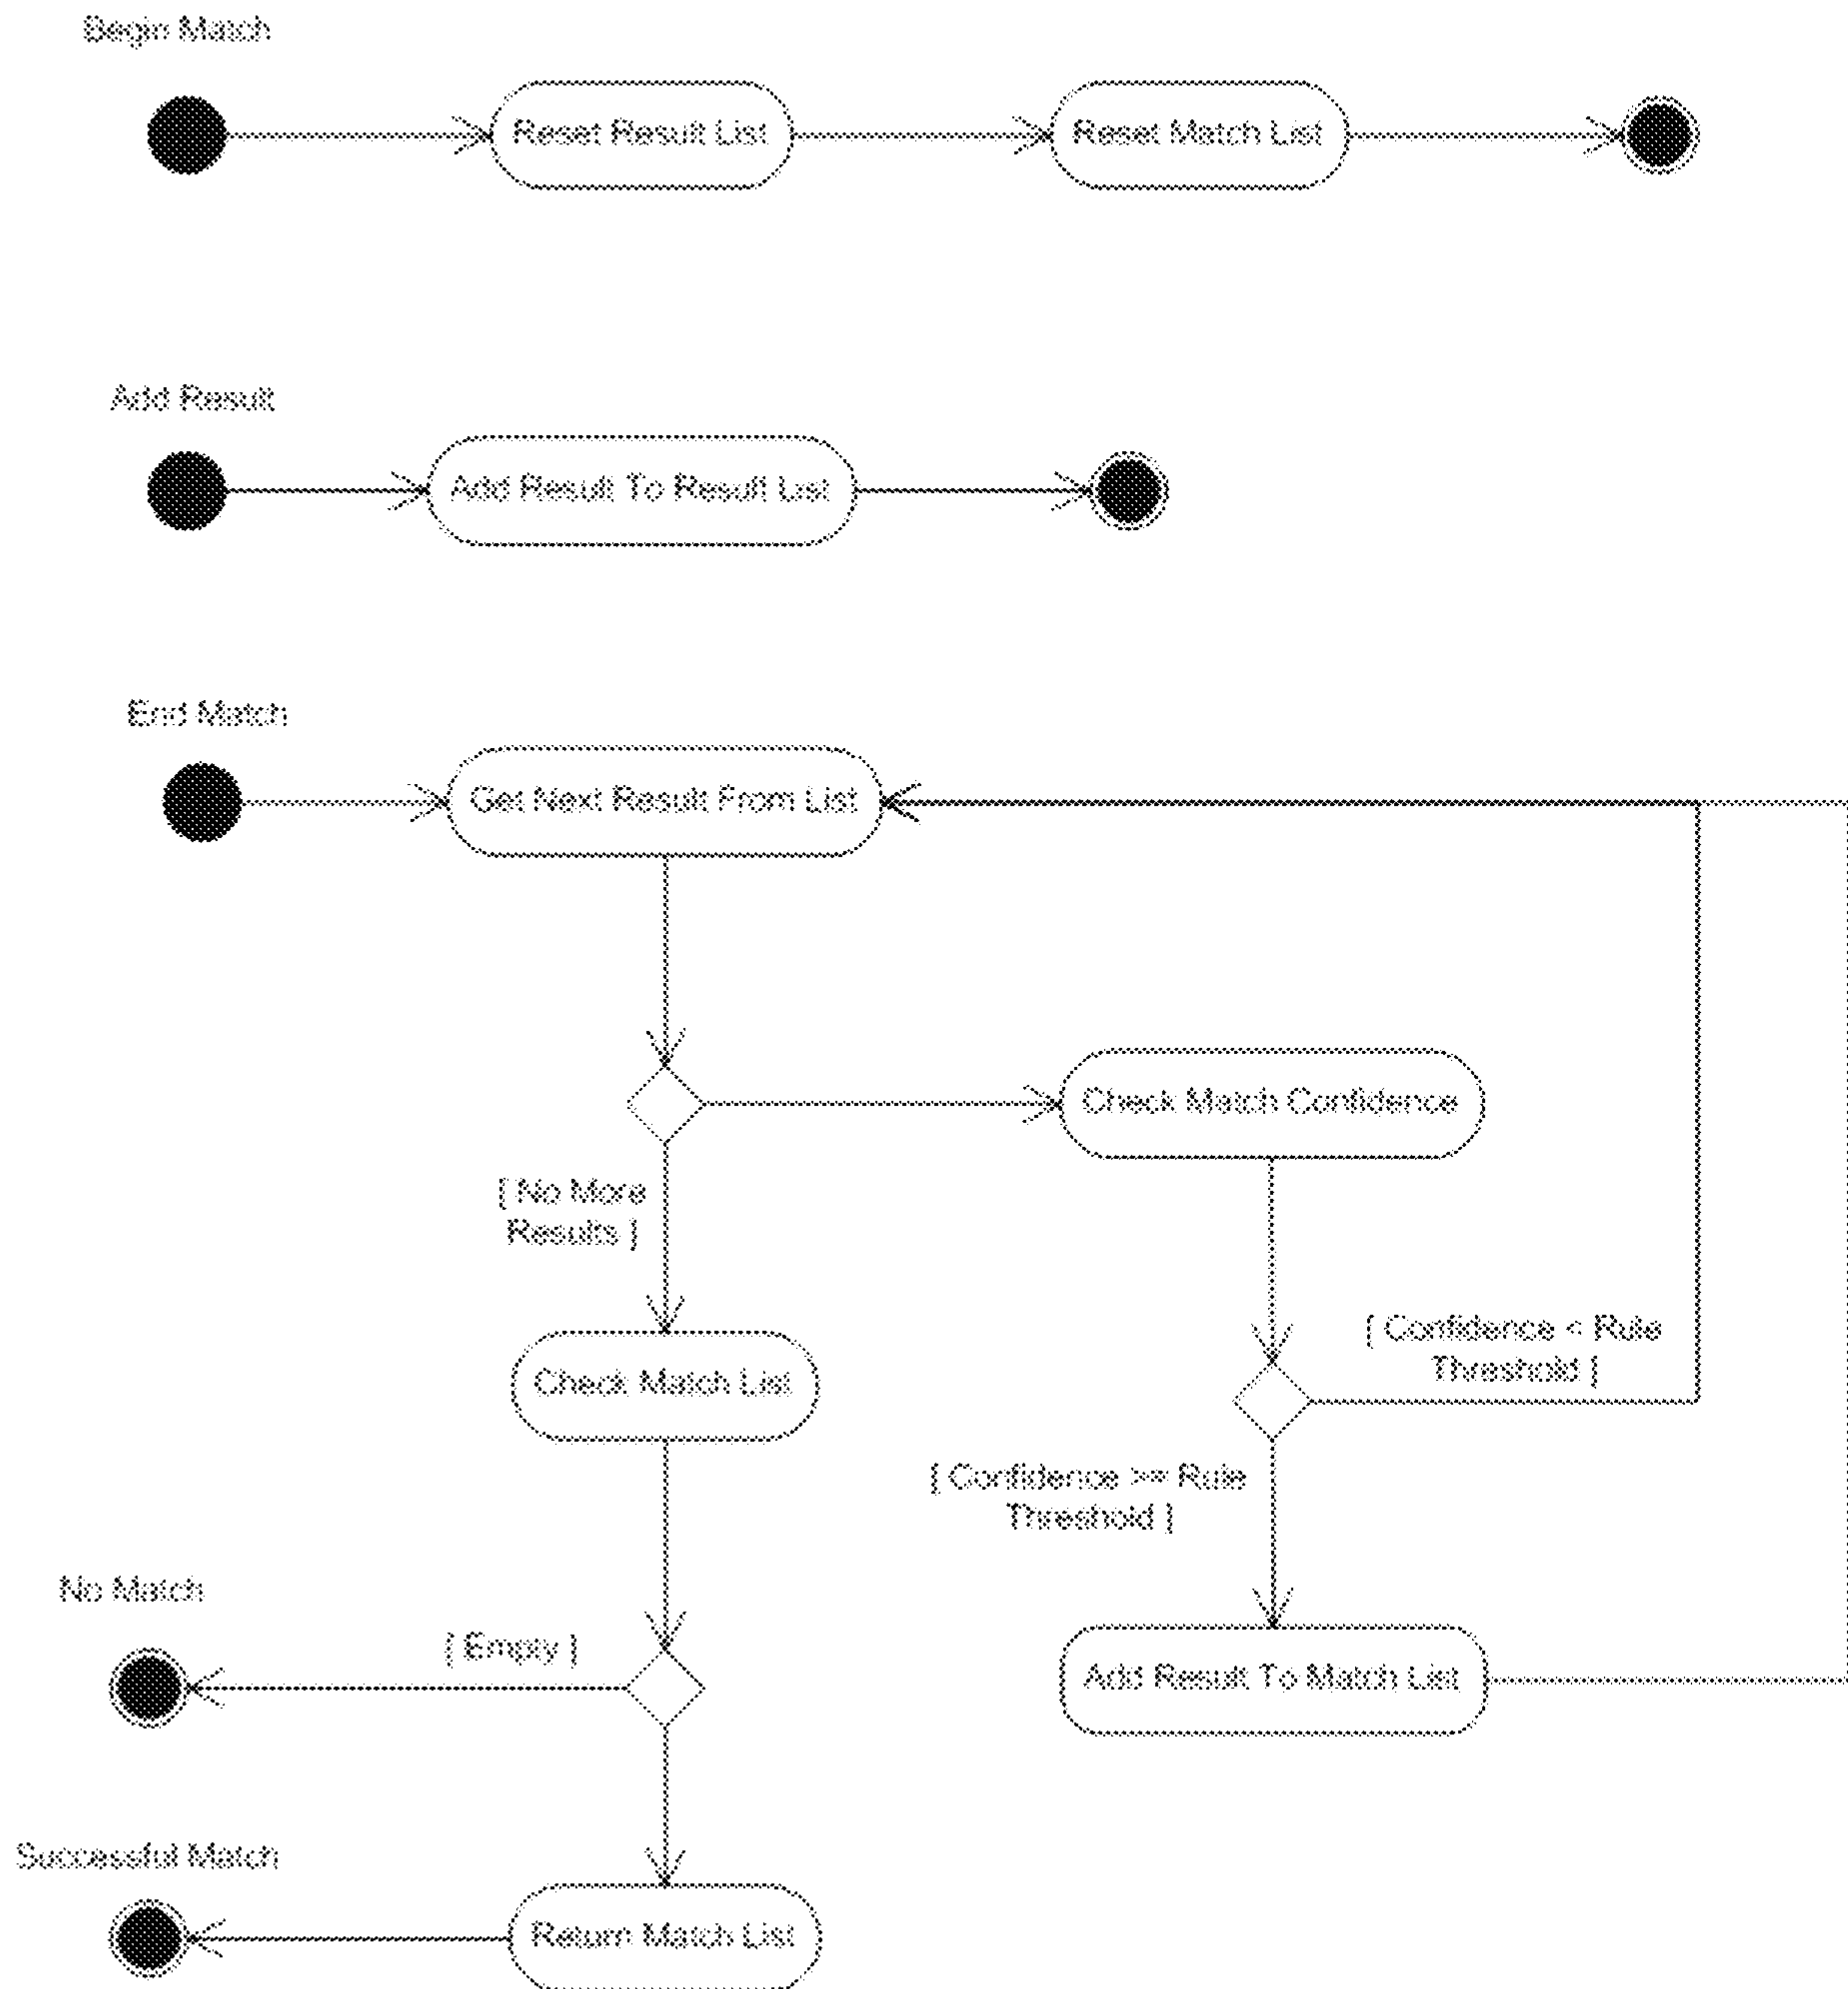 Begin Match
Reset Result List
Reset Match List
Add Result
Add Result To Result List
End Match
Get Next Result From List
Check Match Confidence
[ No More
Results ]
[ Confidence < Rule
Threshold ]
Check Match List
[ Confidence >= Rule
Threshold ]
No Match
[ Empty ]
Add Result To Match List
Successful Match
Return Match List